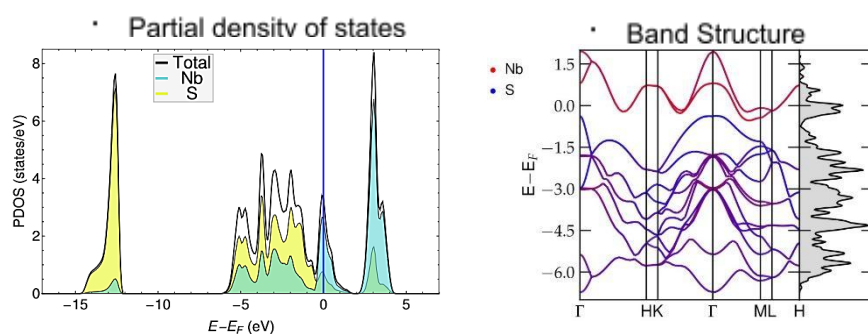 · Partial density of states
Total
Nb
S
PDOS (states/eV)
8
6
4
2
0
−15 −10 −5 0 5
E−E_F (eV)
· Band Structure
• Nb
• S
E−E_F
1.5
0.0
−1.5
−3.0
−4.5
−6.0
Γ HK Γ ML H